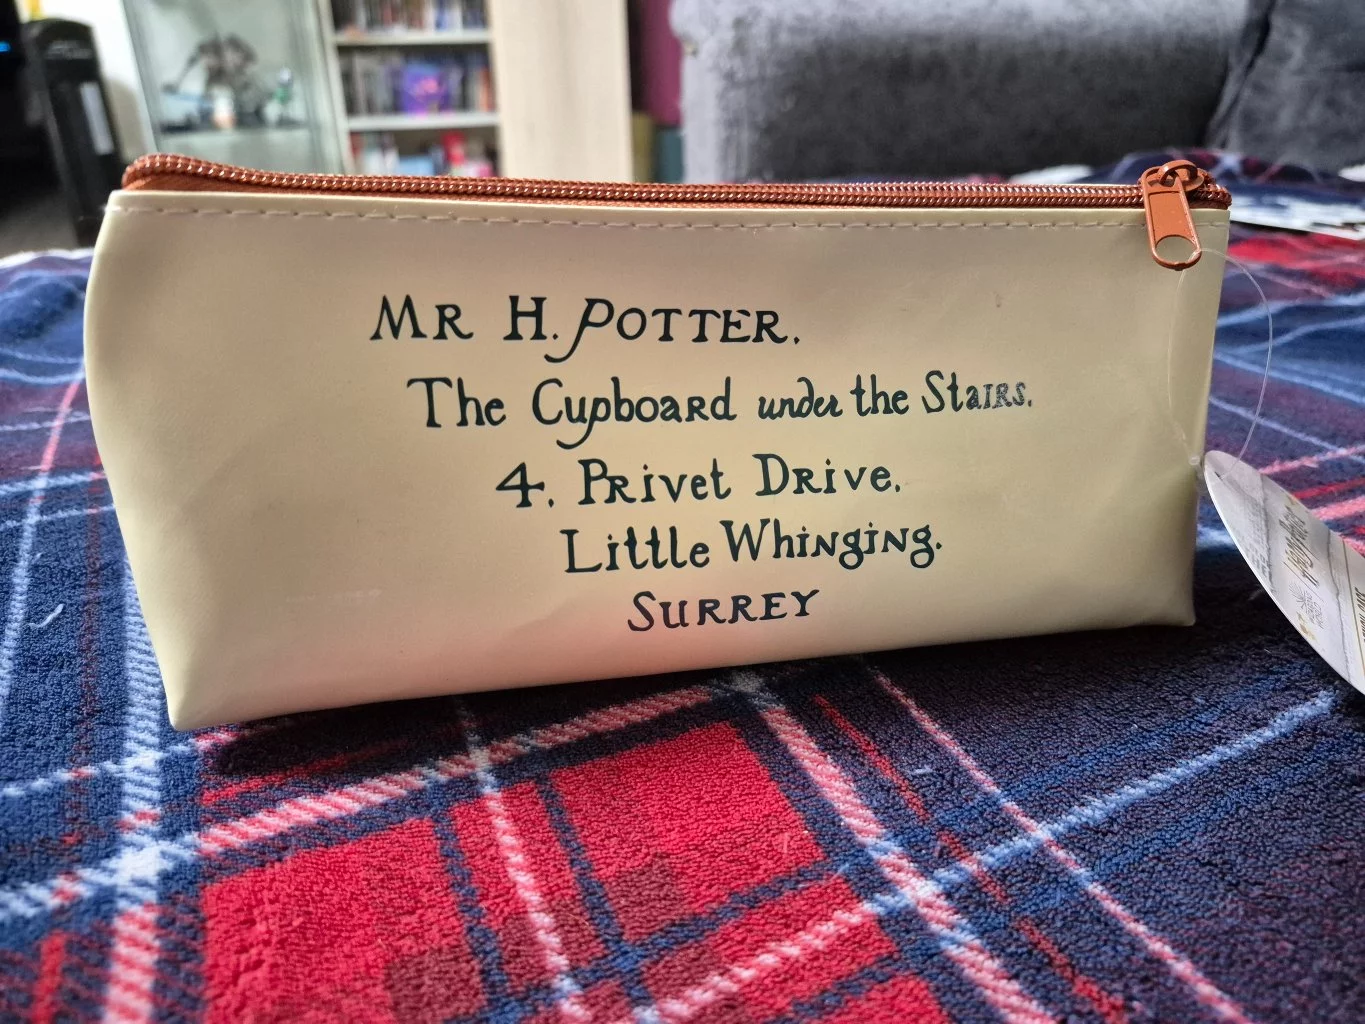 Mr H. Potter,
The Cupboard under the Stairs,
4, Privet Drive,
Little Whinging,
Surrey